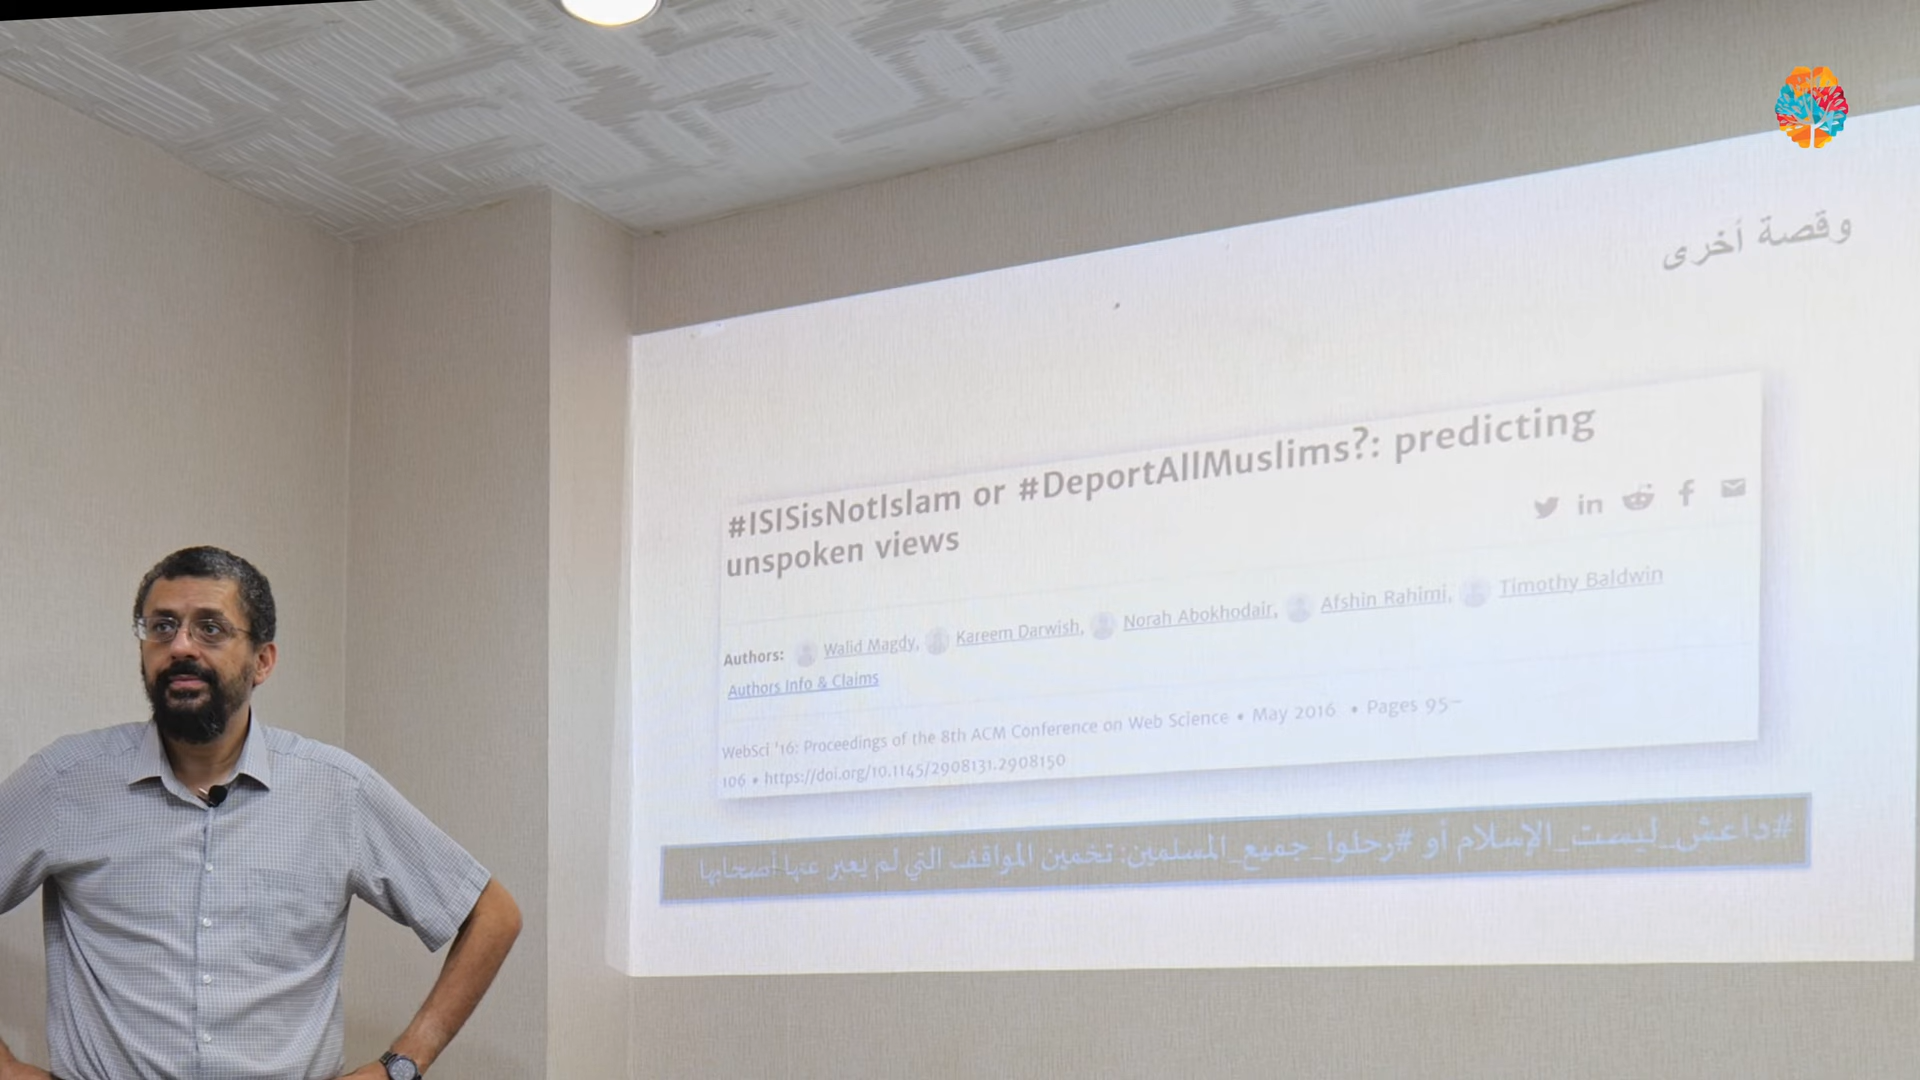 وقصة أخرى
#ISISisNotIslam or #DeportAllMuslims?: predicting
unspoken views
Authors: Walid Magdy, Kareem Darwish, Norah Abokhodair, Afshin Rahimi, Timothy Baldwin
Authors Info & Claims
WebSci '16: Proceedings of the 8th ACM Conference on Web Science • May 2016 • Pages 95–
106 • https://doi.org/10.1145/2908131.2908150
#داعش_ليست_الإسلام أو #رحلوا_جميع_المسلمين: تخمين المواقف التي لم يعبر عنها أصحابها